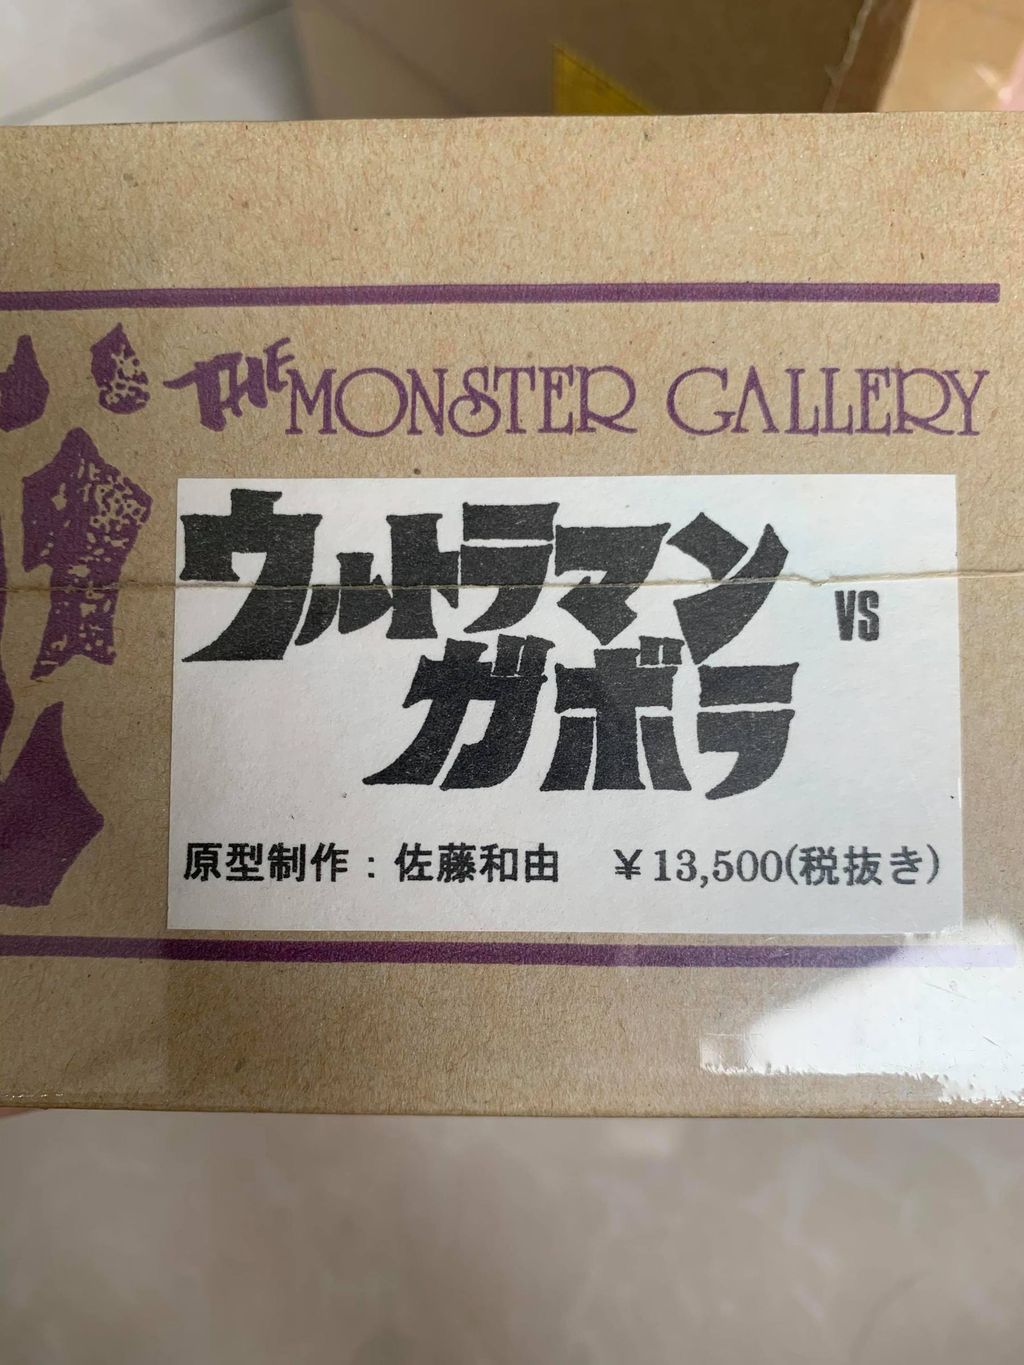 THE MONSTER GALLERY
ウルトラマン vs
ガボラ
原型制作：佐藤和由 ￥13,500(税抜き)